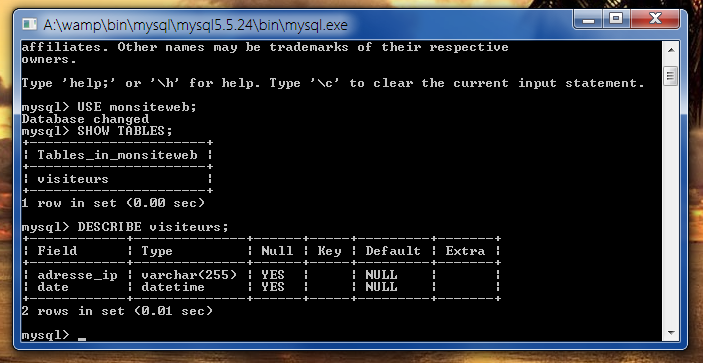 A:\wamp\bin\mysql\mysql5.5.24\bin\mysql.exe
affiliates. Other names may be trademarks of their respective
owners.
Type 'help;' or '\h' for help. Type '\c' to clear the current input statement.
mysql> USE monsiteweb;
Database changed
mysql> SHOW TABLES;
+----------------------+
| Tables_in_monsiteweb |
+----------------------+
| visiteurs            |
+----------------------+
1 row in set (0.00 sec)
mysql> DESCRIBE visiteurs;
+------------+--------------+------+-----+---------+-------+
| Field      | Type         | Null | Key | Default | Extra |
+------------+--------------+------+-----+---------+-------+
| adresse_ip | varchar(255) | YES  |     | NULL    |       |
| date       | datetime     | YES  |     | NULL    |       |
+------------+--------------+------+-----+---------+-------+
2 rows in set (0.01 sec)
mysql> _